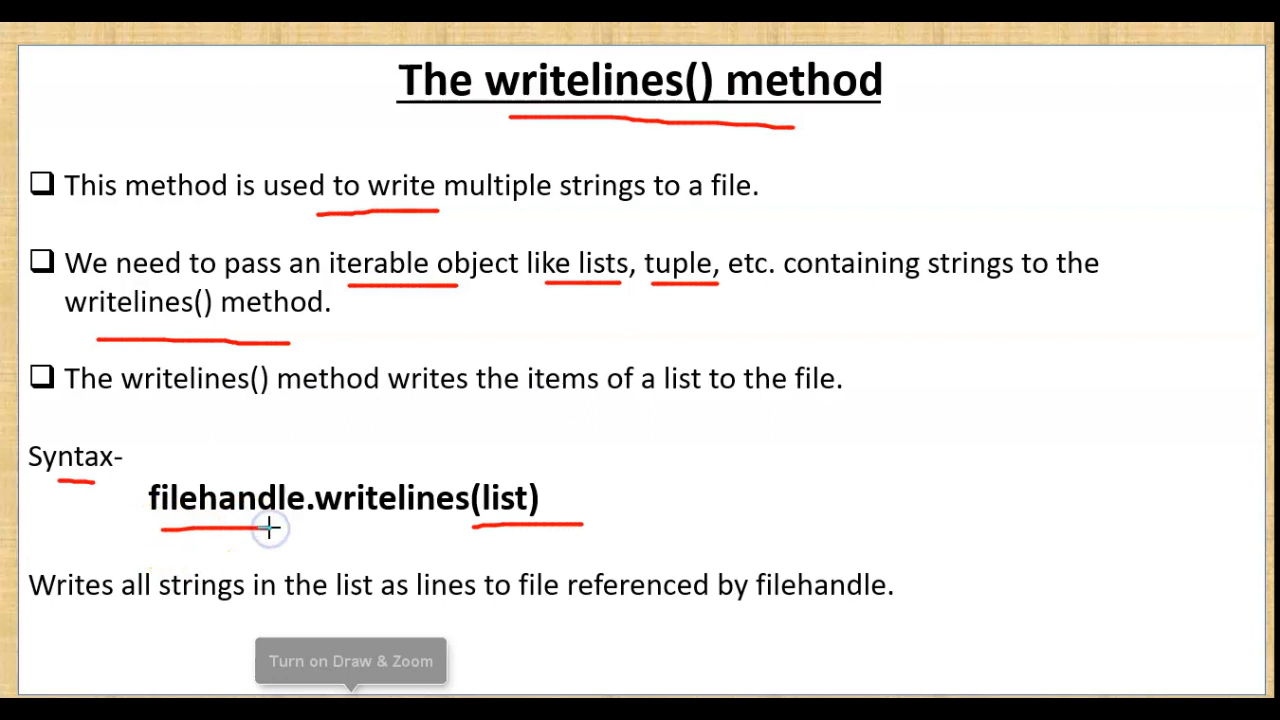 The writelines() method
This method is used to write multiple strings to a file.
We need to pass an iterable object like lists, tuple, etc. containing strings to the
writelines() method.
The writelines() method writes the items of a list to the file.
Syntax-
filehandle.writelines(list)
Writes all strings in the list as lines to file referenced by filehandle.
Turn on Draw & Zoom